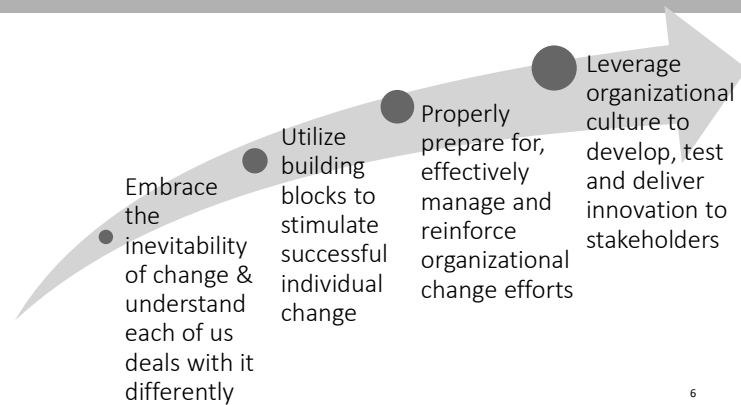 Embrace
the
inevitability
of change &
understand
each of us
deals with it
differently
Utilize
building
blocks to
stimulate
successful
individual
change
Properly
prepare for,
effectively
manage and
reinforce
organizational
change efforts
Leverage
organizational
culture to
develop, test
and deliver
innovation to
stakeholders
6